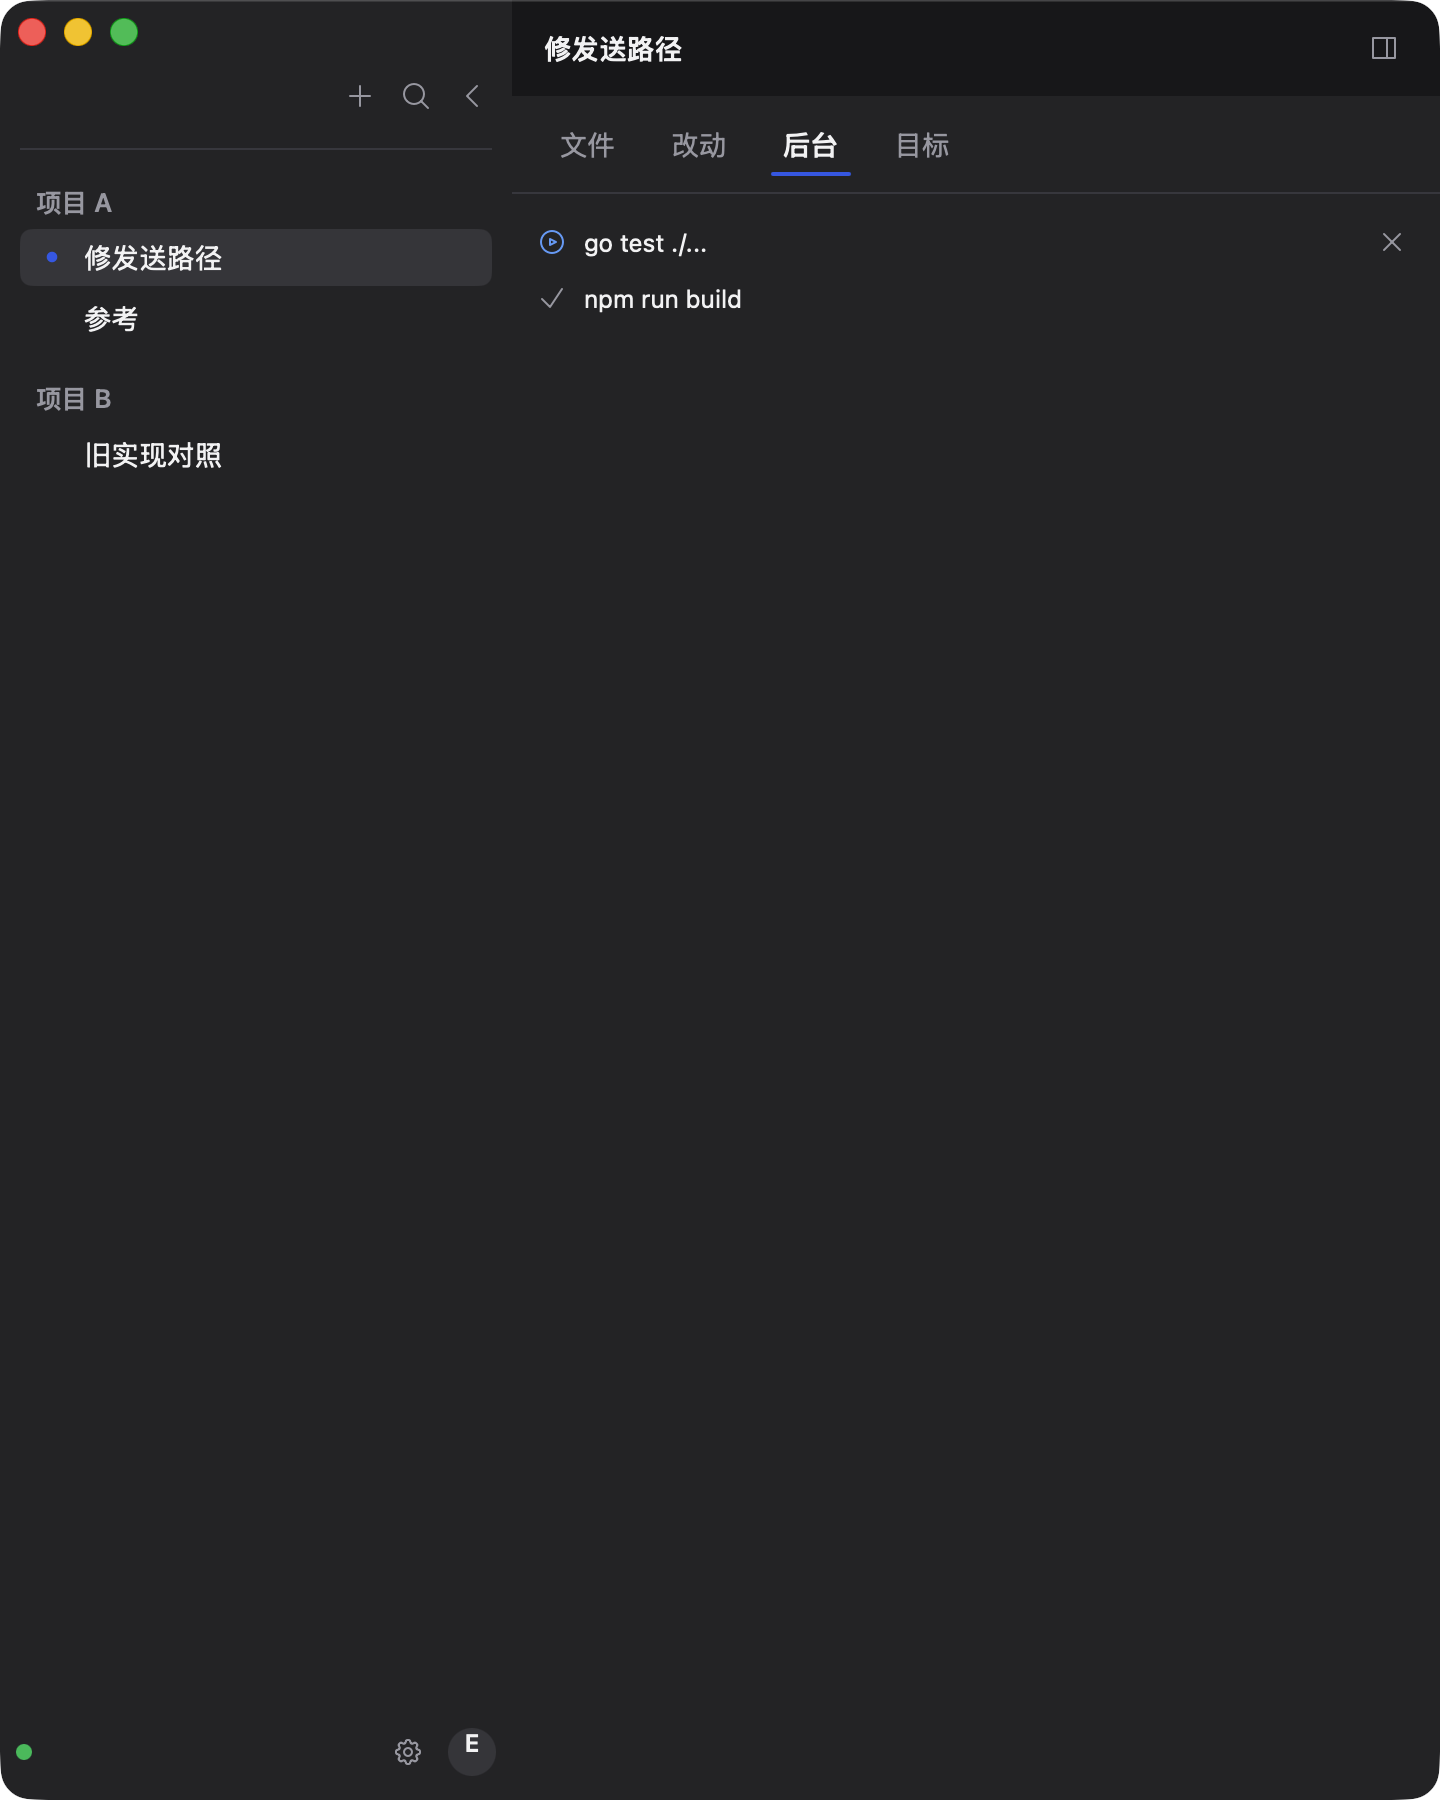 修发送路径
文件 改动 后台 目标
项目 A
修发送路径
参考
项目 B
旧实现对照
go test ./...
npm run build
E